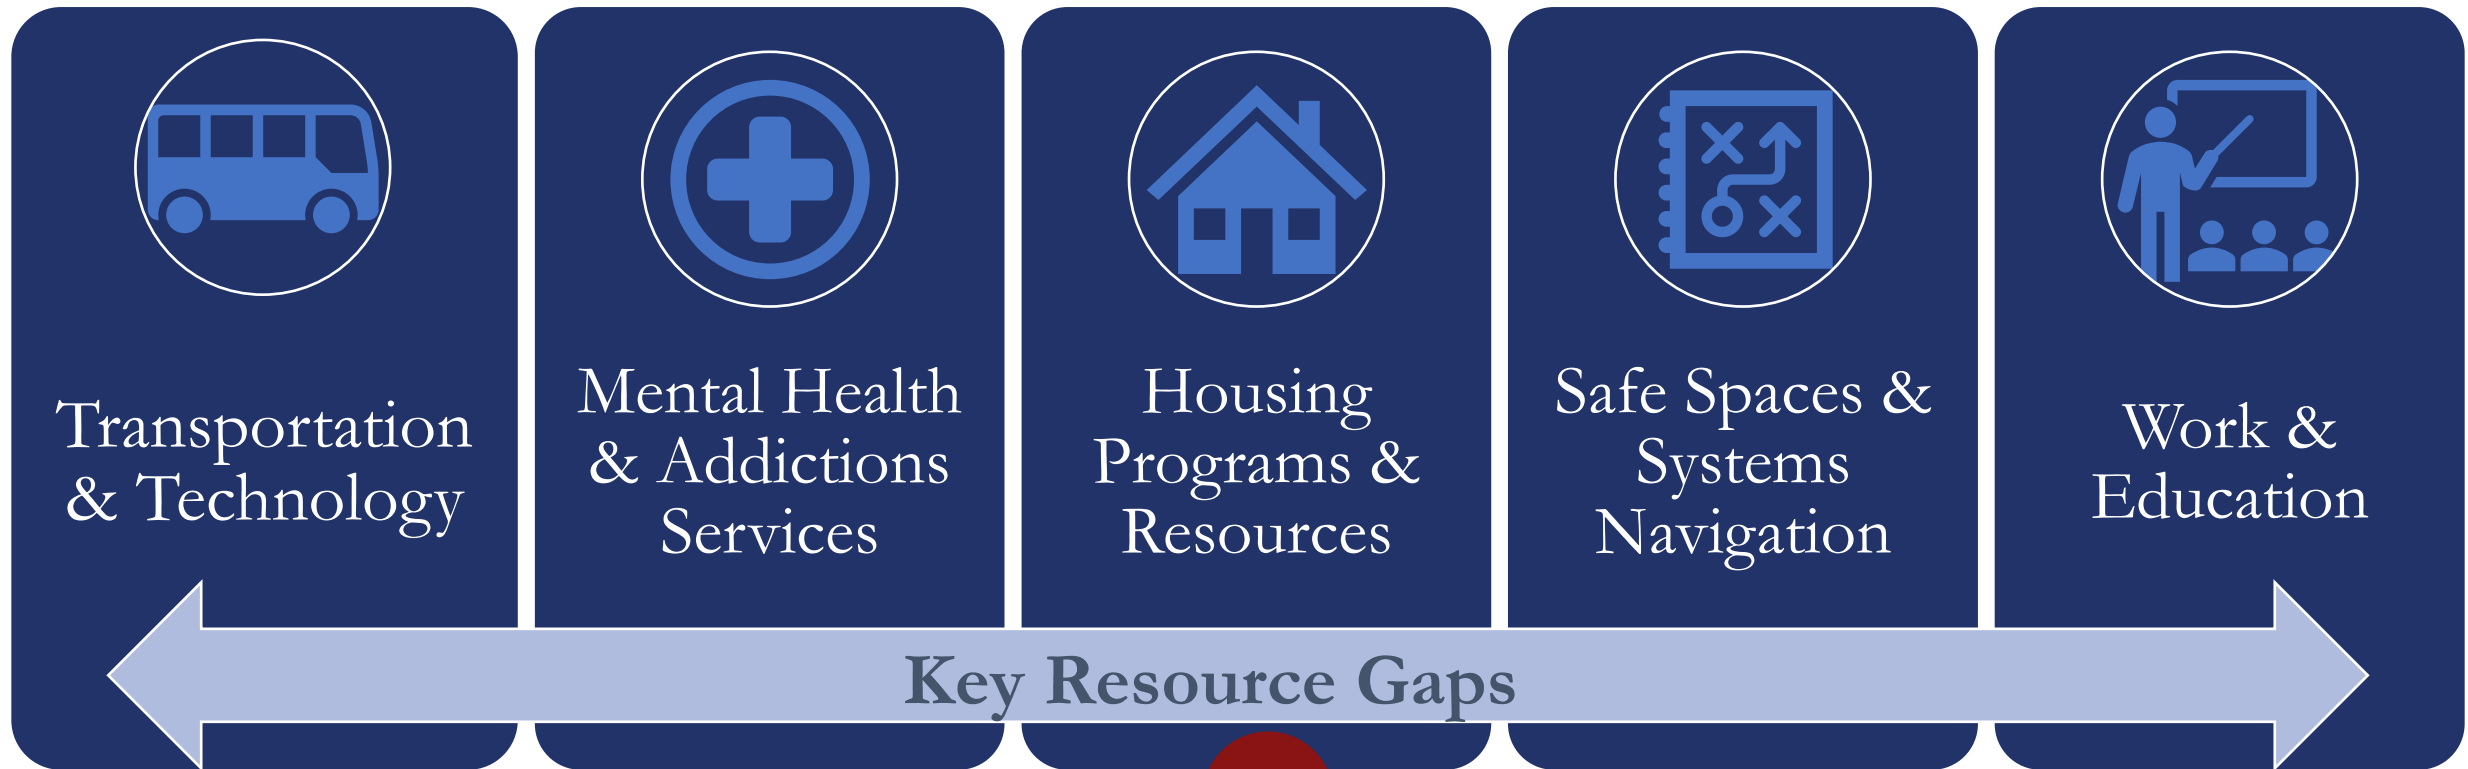 Transportation
& Technology
Mental Health
& Addictions
Services
Housing
Programs &
Resources
Safe Spaces &
Systems
Navigation
Work &
Education
Key Resource Gaps